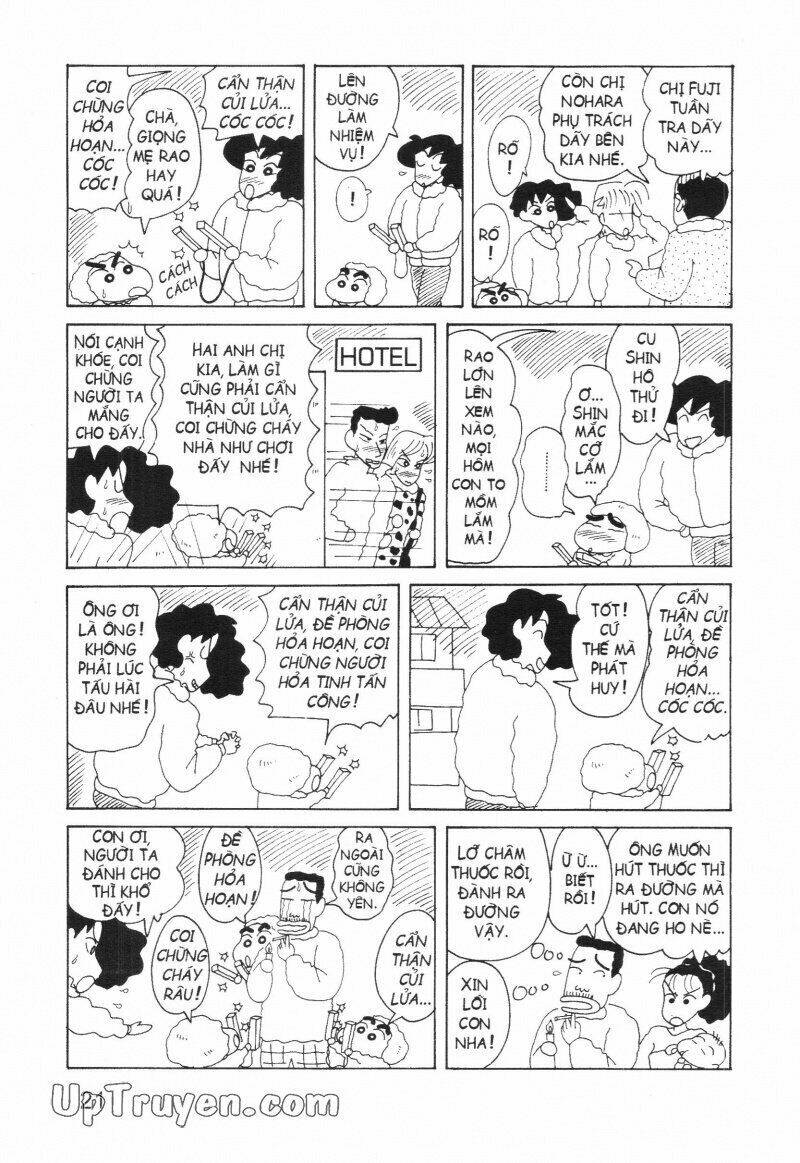 CHỊ FUJI
TUẦN
TRA DÃY
NÀY...
CÒN CHỊ
NOHARA
PHỤ TRÁCH
DÃY BÊN
KIA NHÉ.
RÕ
!
RÕ
!
LÊN
ĐƯỜNG
LÀM
NHIỆM
VỤ!
!
CẨN THẬN
CỦI LỬA...
CÓC CÓC!
CHÀ,
GIỌNG
MẸ RAO
HAY
QUÁ!
COI
CHỪNG
HỎA
HOẠN...
CÓC
CÓC!
CÁCH
CÁCH
CU
SHIN
HÔ
THỬ
ĐI!
Ơ...
SHIN
MẮC
CỠ
LẮM...
........
RAO
LỚN
LÊN
XEM
NÀO,
MỌI
HÔM
CON TO
MỒM
LẮM
MÀ!
HOTEL
HAI ANH CHỊ
KIA, LÀM GÌ
CŨNG PHẢI CẨN
THẬN CỦI LỬA,
COI CHỪNG CHÁY
NHÀ NHƯ CHƠI
ĐẤY NHÉ!
NÓI CẠNH
KHÓE, COI
CHỪNG
NGƯỜI TA
MẮNG
CHO ĐẤY.
CẨN
THẬN CỦI
LỬA, ĐỀ
PHÒNG
HỎA
HOẠN...
CÓC CÓC.
TỐT!
CỨ
THẾ MÀ
PHÁT
HUY!
CẨN THẬN CỦI
LỬA, ĐỀ PHÒNG
HỎA HOẠN, COI
CHỪNG NGƯỜI
HỎA TINH TẤN
CÔNG!
ÔNG ƠI
LÀ ÔNG!
KHÔNG
PHẢI LÚC
TẤU HÀI
ĐÂU NHÉ!
ÔNG MUỐN
HÚT THUỐC THÌ
RA ĐƯỜNG MÀ
HÚT. CON NÓ
ĐANG HO NÈ...
Ừ Ừ...
BIẾT
RỒI!
LỠ CHÂM
THUỐC RỒI,
ĐÀNH RA
ĐƯỜNG
VẬY.
XIN
LỖI
CON
NHA!
RA
NGOÀI
CŨNG KHÔNG
YÊN.
ĐỀ
PHÒNG
HỎA
HOẠN!
CẨN
THẬN
CỦI
LỬA...
COI
CHỪNG
CHÁY
RÂU!
CON ƠI,
NGƯỜI TA
ĐÁNH CHO
THÌ KHỔ
ĐẤY!
21
UpTruyen.com